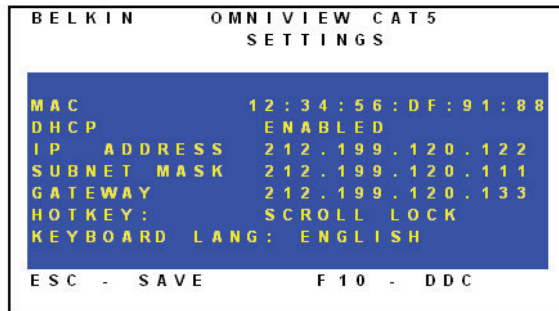 BELKIN OMNIVIEW CAT5
SETTINGS
MAC 12:34:56:DF:91:88
DHCP ENABLED
IP ADDRESS 212.199.120.122
SUBNET MASK 212.199.120.111
GATEWAY 212.199.120.133
HOTKEY: SCROLL LOCK
KEYBOARD LANG: ENGLISH
ESC - SAVE F10 - DDC